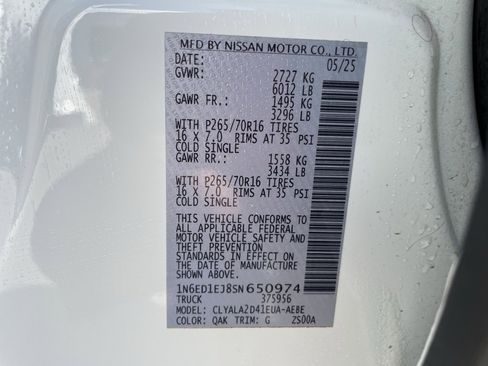 MFD BY NISSAN MOTOR CO., LTD.
DATE: 05/25
GVWR: 2727 KG
6012 LB
GAWR FR.: 1495 KG
3296 LB
WITH P265/70R16 TIRES
16 X 7.0 RIMS AT 35 PSI
COLD SINGLE
GAWR RR.: 1558 KG
3434 LB
WITH P265/70R16 TIRES
16 X 7.0 RIMS AT 35 PSI
COLD SINGLE
THIS VEHICLE CONFORMS TO
ALL APPLICABLE FEDERAL
MOTOR VEHICLE SAFETY AND
THEFT PREVENTION
STANDARDS IN EFFECT ON
THE DATE OF MANUFACTURE
SHOWN ABOVE.
1N6ED1EJ8SN650974
TRUCK 375956
MODEL: CLYALA2D41EUA-AEBE
COLOR: QAK TRIM: G ZS00A